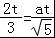 2t/3 = at/√5